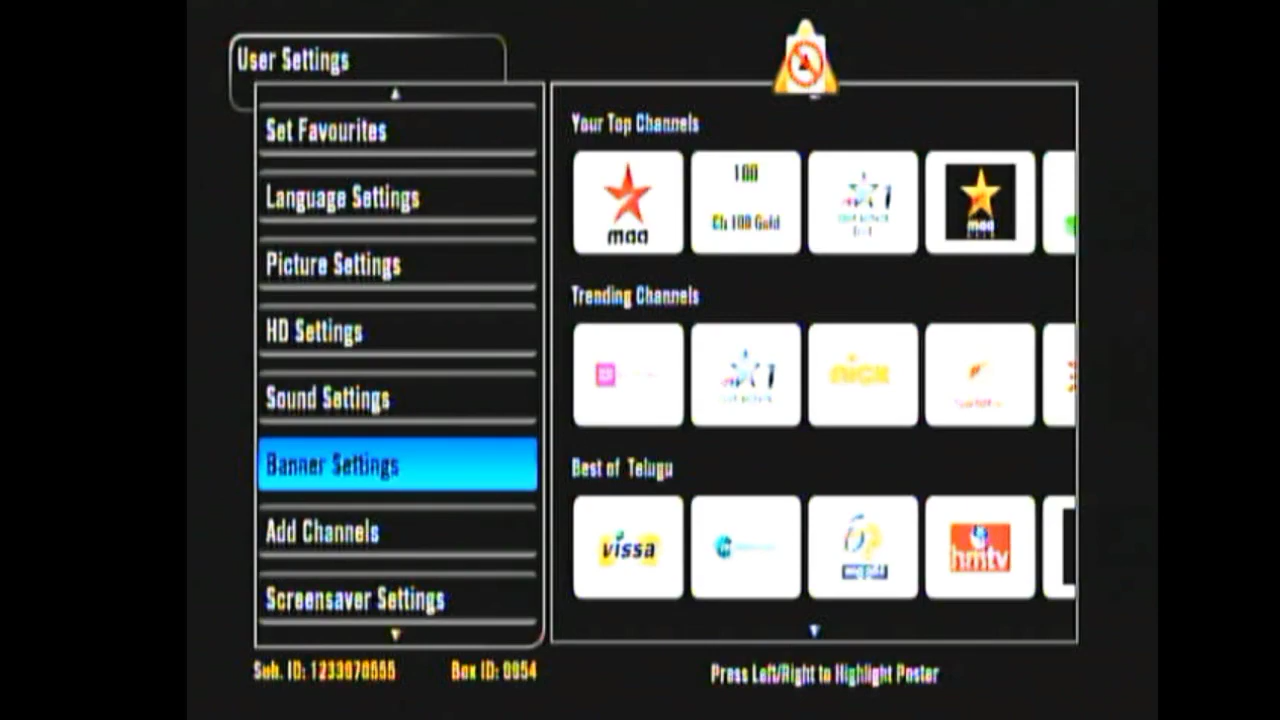 User Settings
Set Favourites
Language Settings
Picture Settings
HD Settings
Sound Settings
Banner Settings
Add Channels
Screensaver Settings
Sub. ID: 1233070555
Box ID: 0954
Your Top Channels
maa
100
Ch 100 Gold
maa
Trending Channels
nick
Best of Telugu
vissa
hmtv
Press Left/Right to Highlight Poster